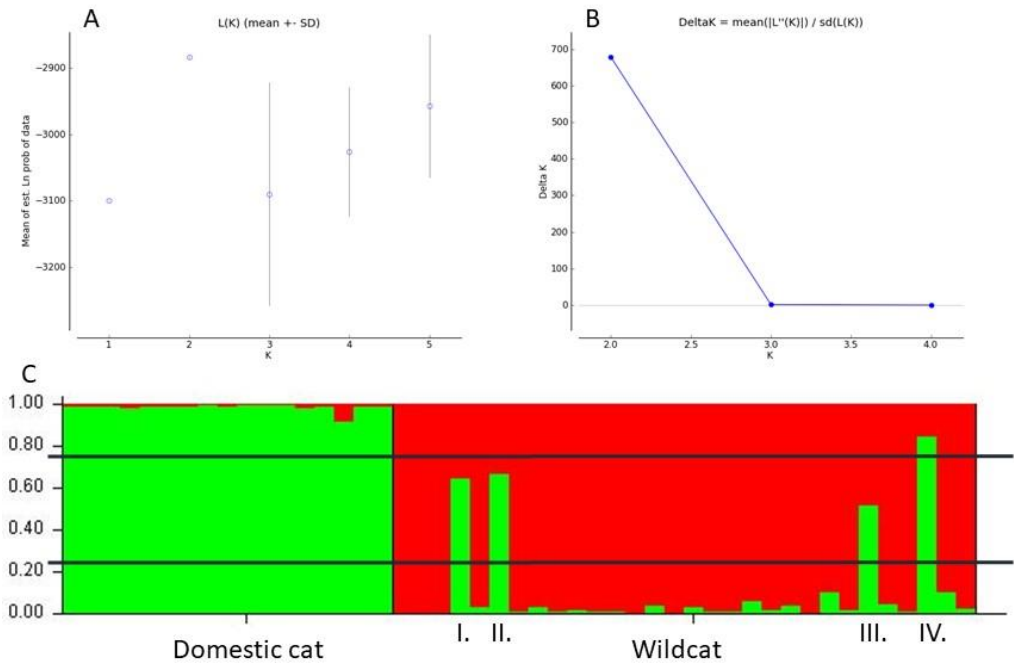 A
L(K) (mean +- SD)
Mean of est. Ln prob of data
−2900
−3000
−3100
−3200
1 2 3 4 5
K
B
DeltaK = mean(|L''(K)|) / sd(L(K))
Delta K
700
600
500
400
300
200
100
0
2.0 2.5 3.0 3.5 4.0
K
C
1.00
0.80
0.60
0.40
0.20
0.00
I. II. III. IV.
Domestic cat Wildcat